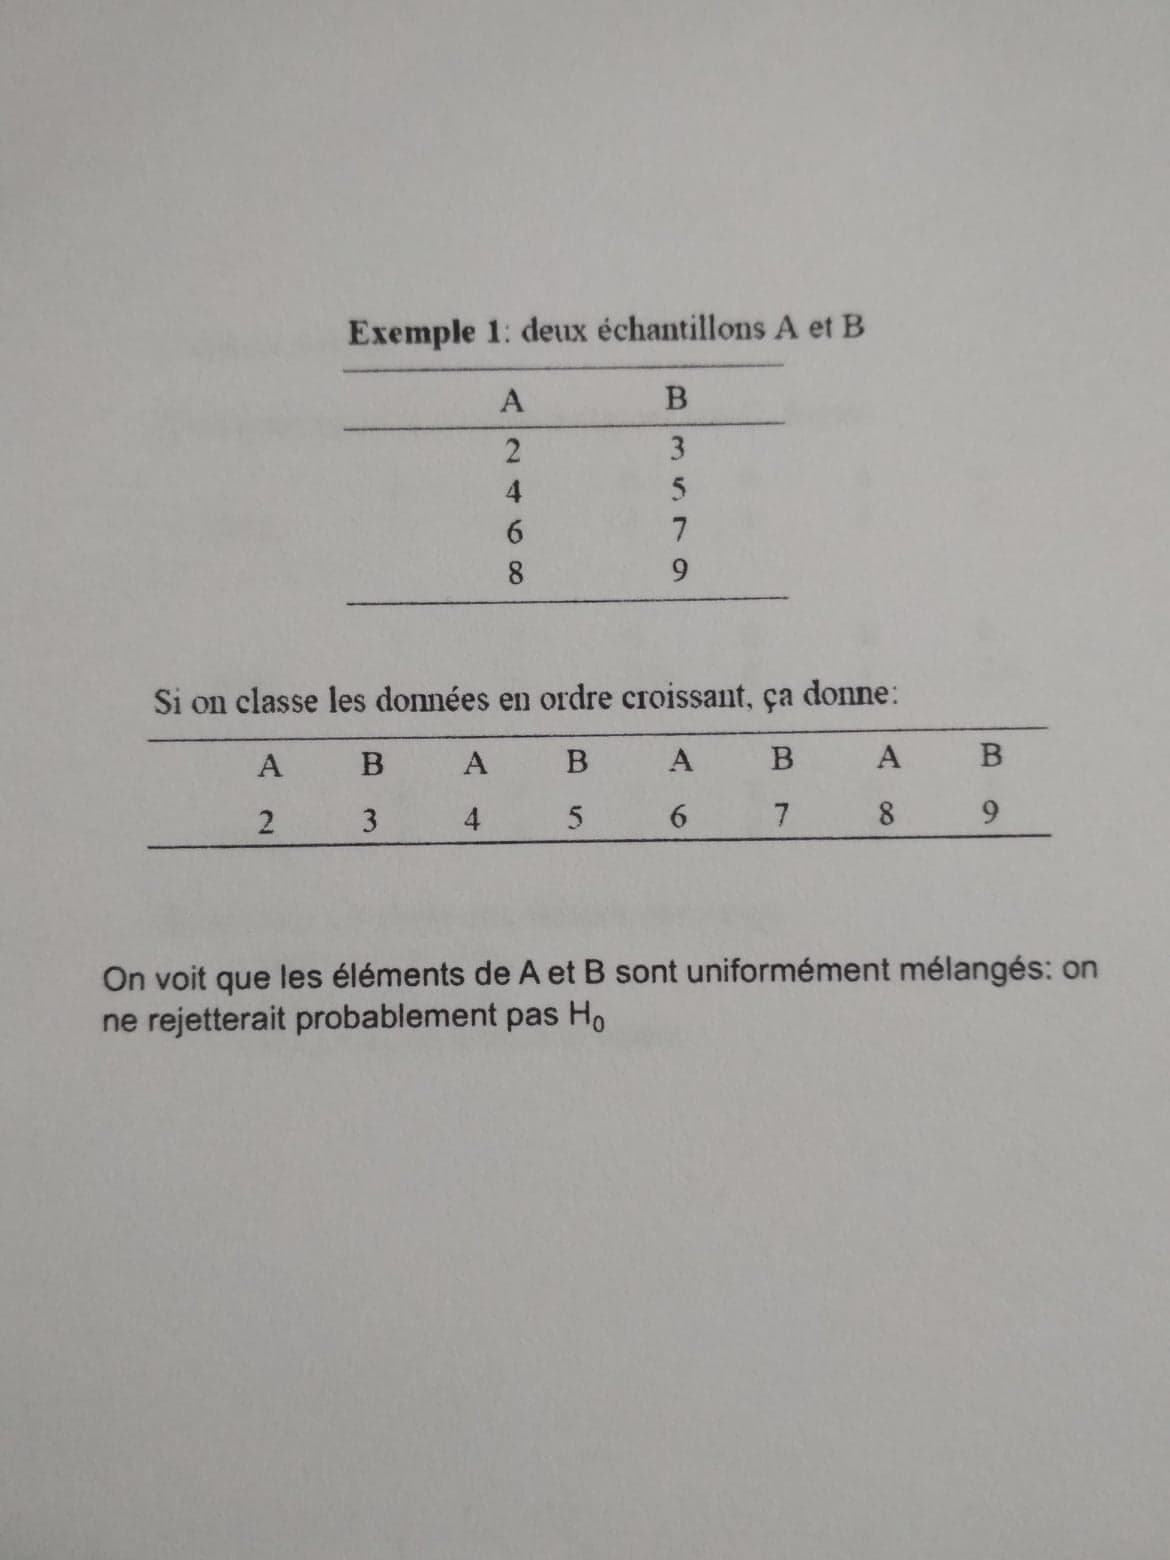 Exemple 1: deux échantillons A et B
A B
2 3
4 5
6 7
8 9
Si on classe les données en ordre croissant, ça donne:
A B A B A B A B
2 3 4 5 6 7 8 9
On voit que les éléments de A et B sont uniformément mélangés: on
ne rejetterait probablement pas H₀